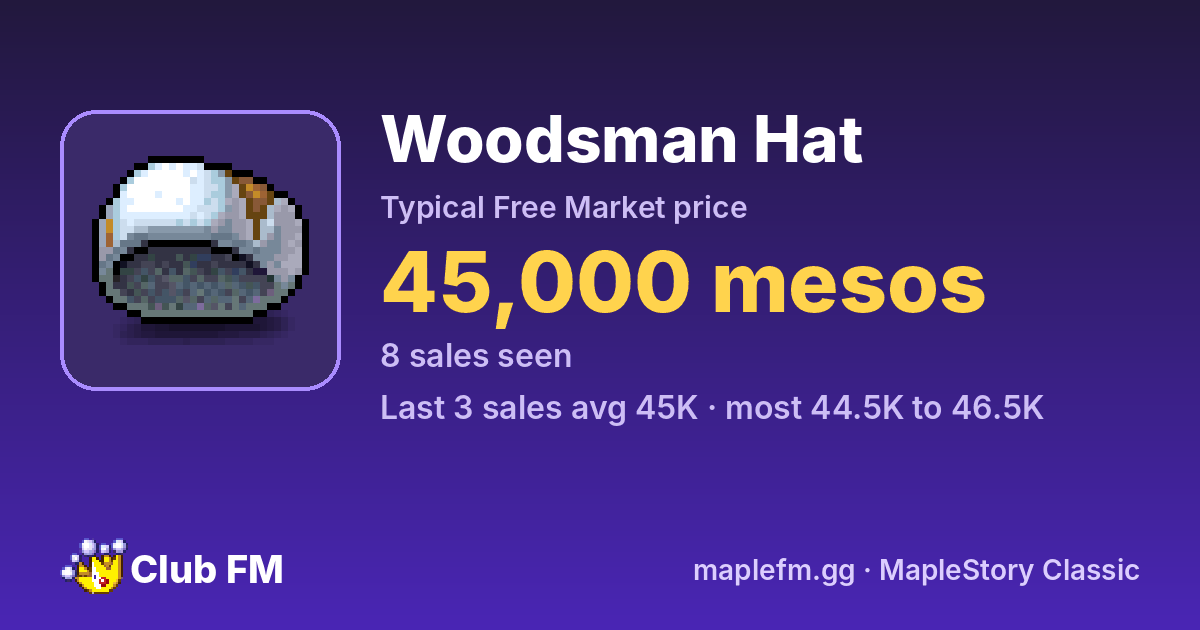 Woodsman Hat
Typical Free Market price
45,000 mesos
8 sales seen
Last 3 sales avg 45K · most 44.5K to 46.5K
Club FM
maplefm.gg · MapleStory Classic